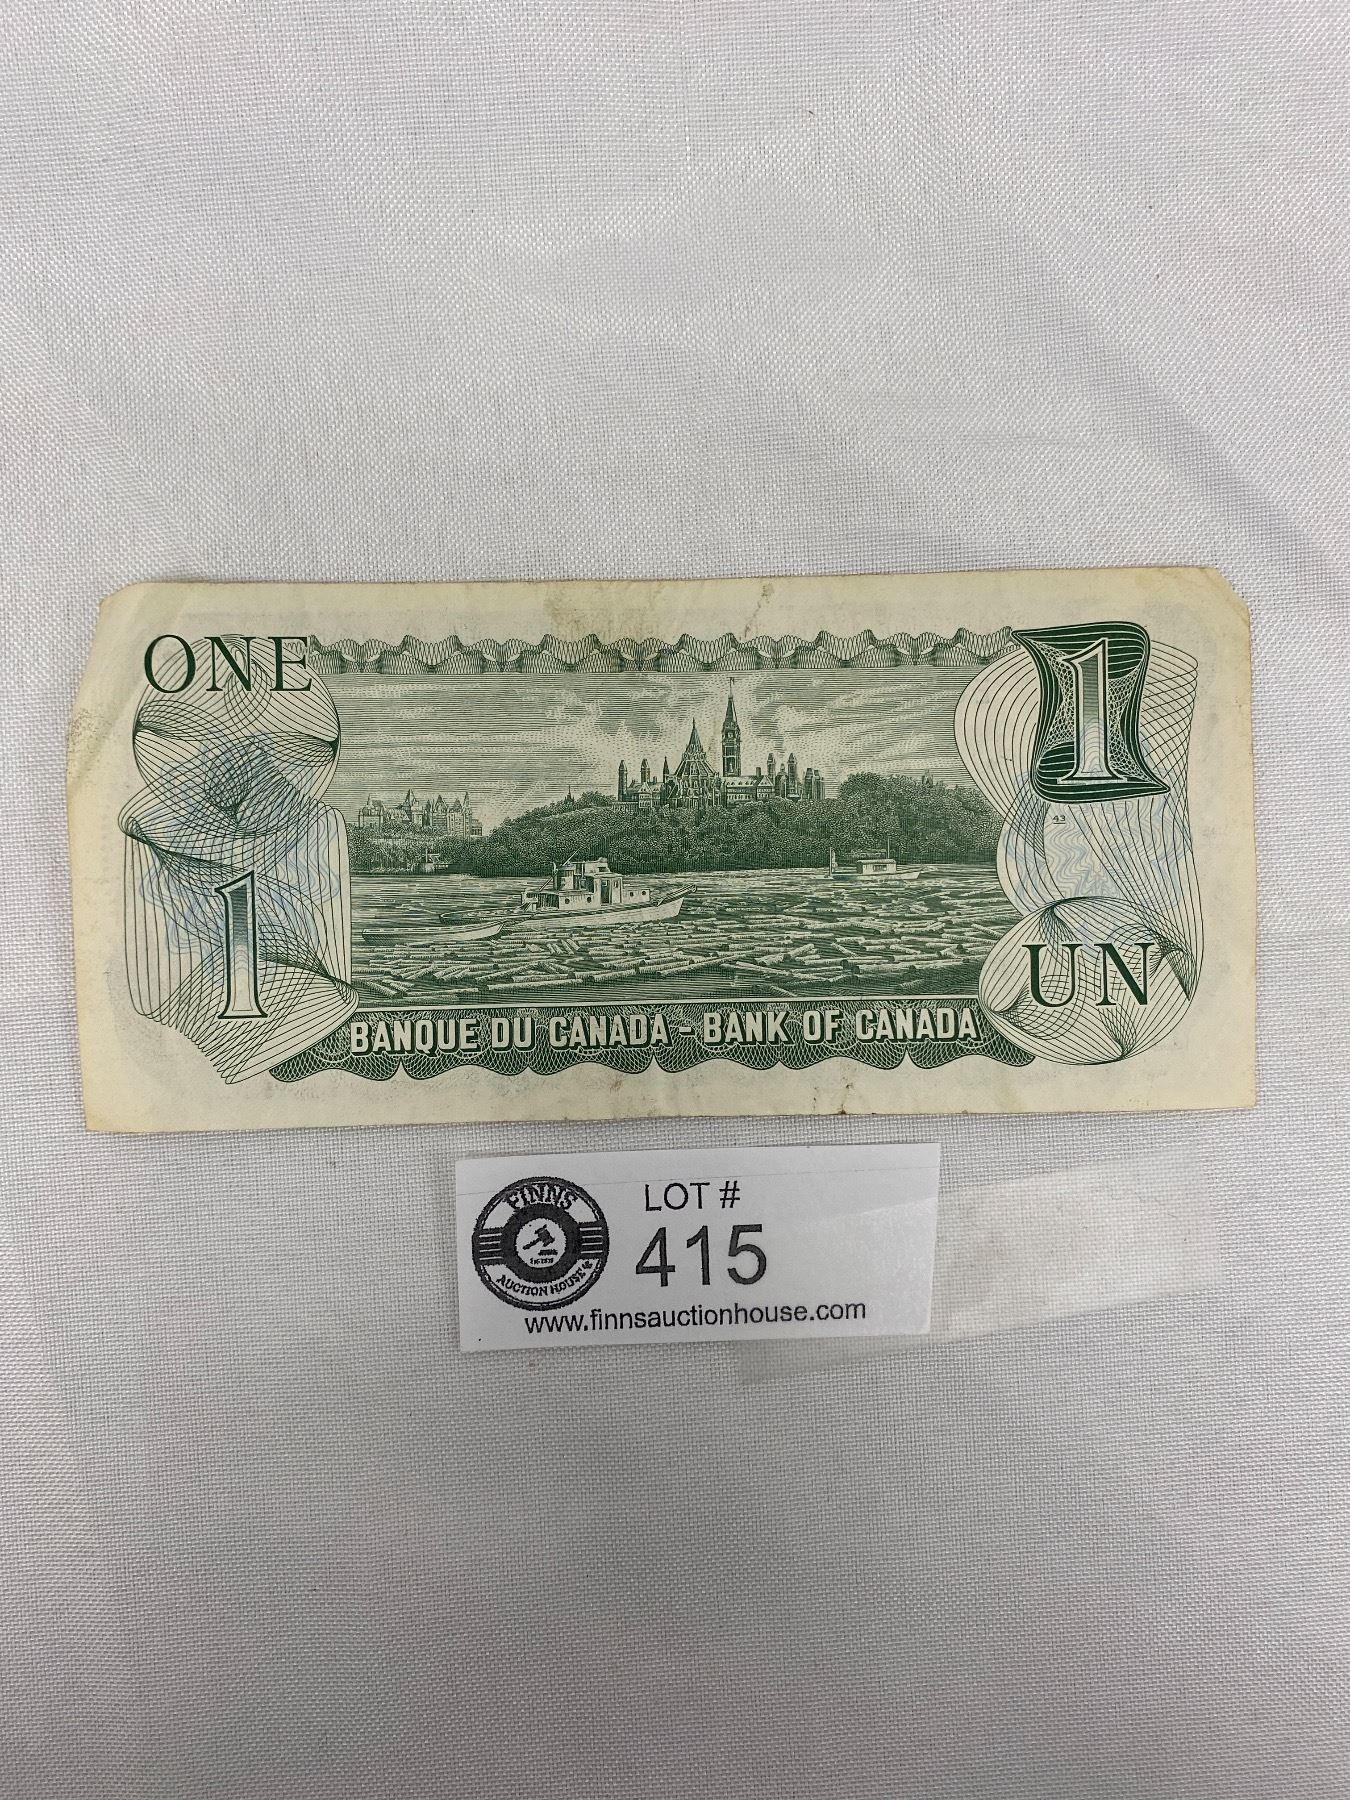 ONE
1
43
1
UN
BANQUE DU CANADA - BANK OF CANADA
FINNS
AUCTION HOUSE
LOT #
415
www.finnsauctionhouse.com